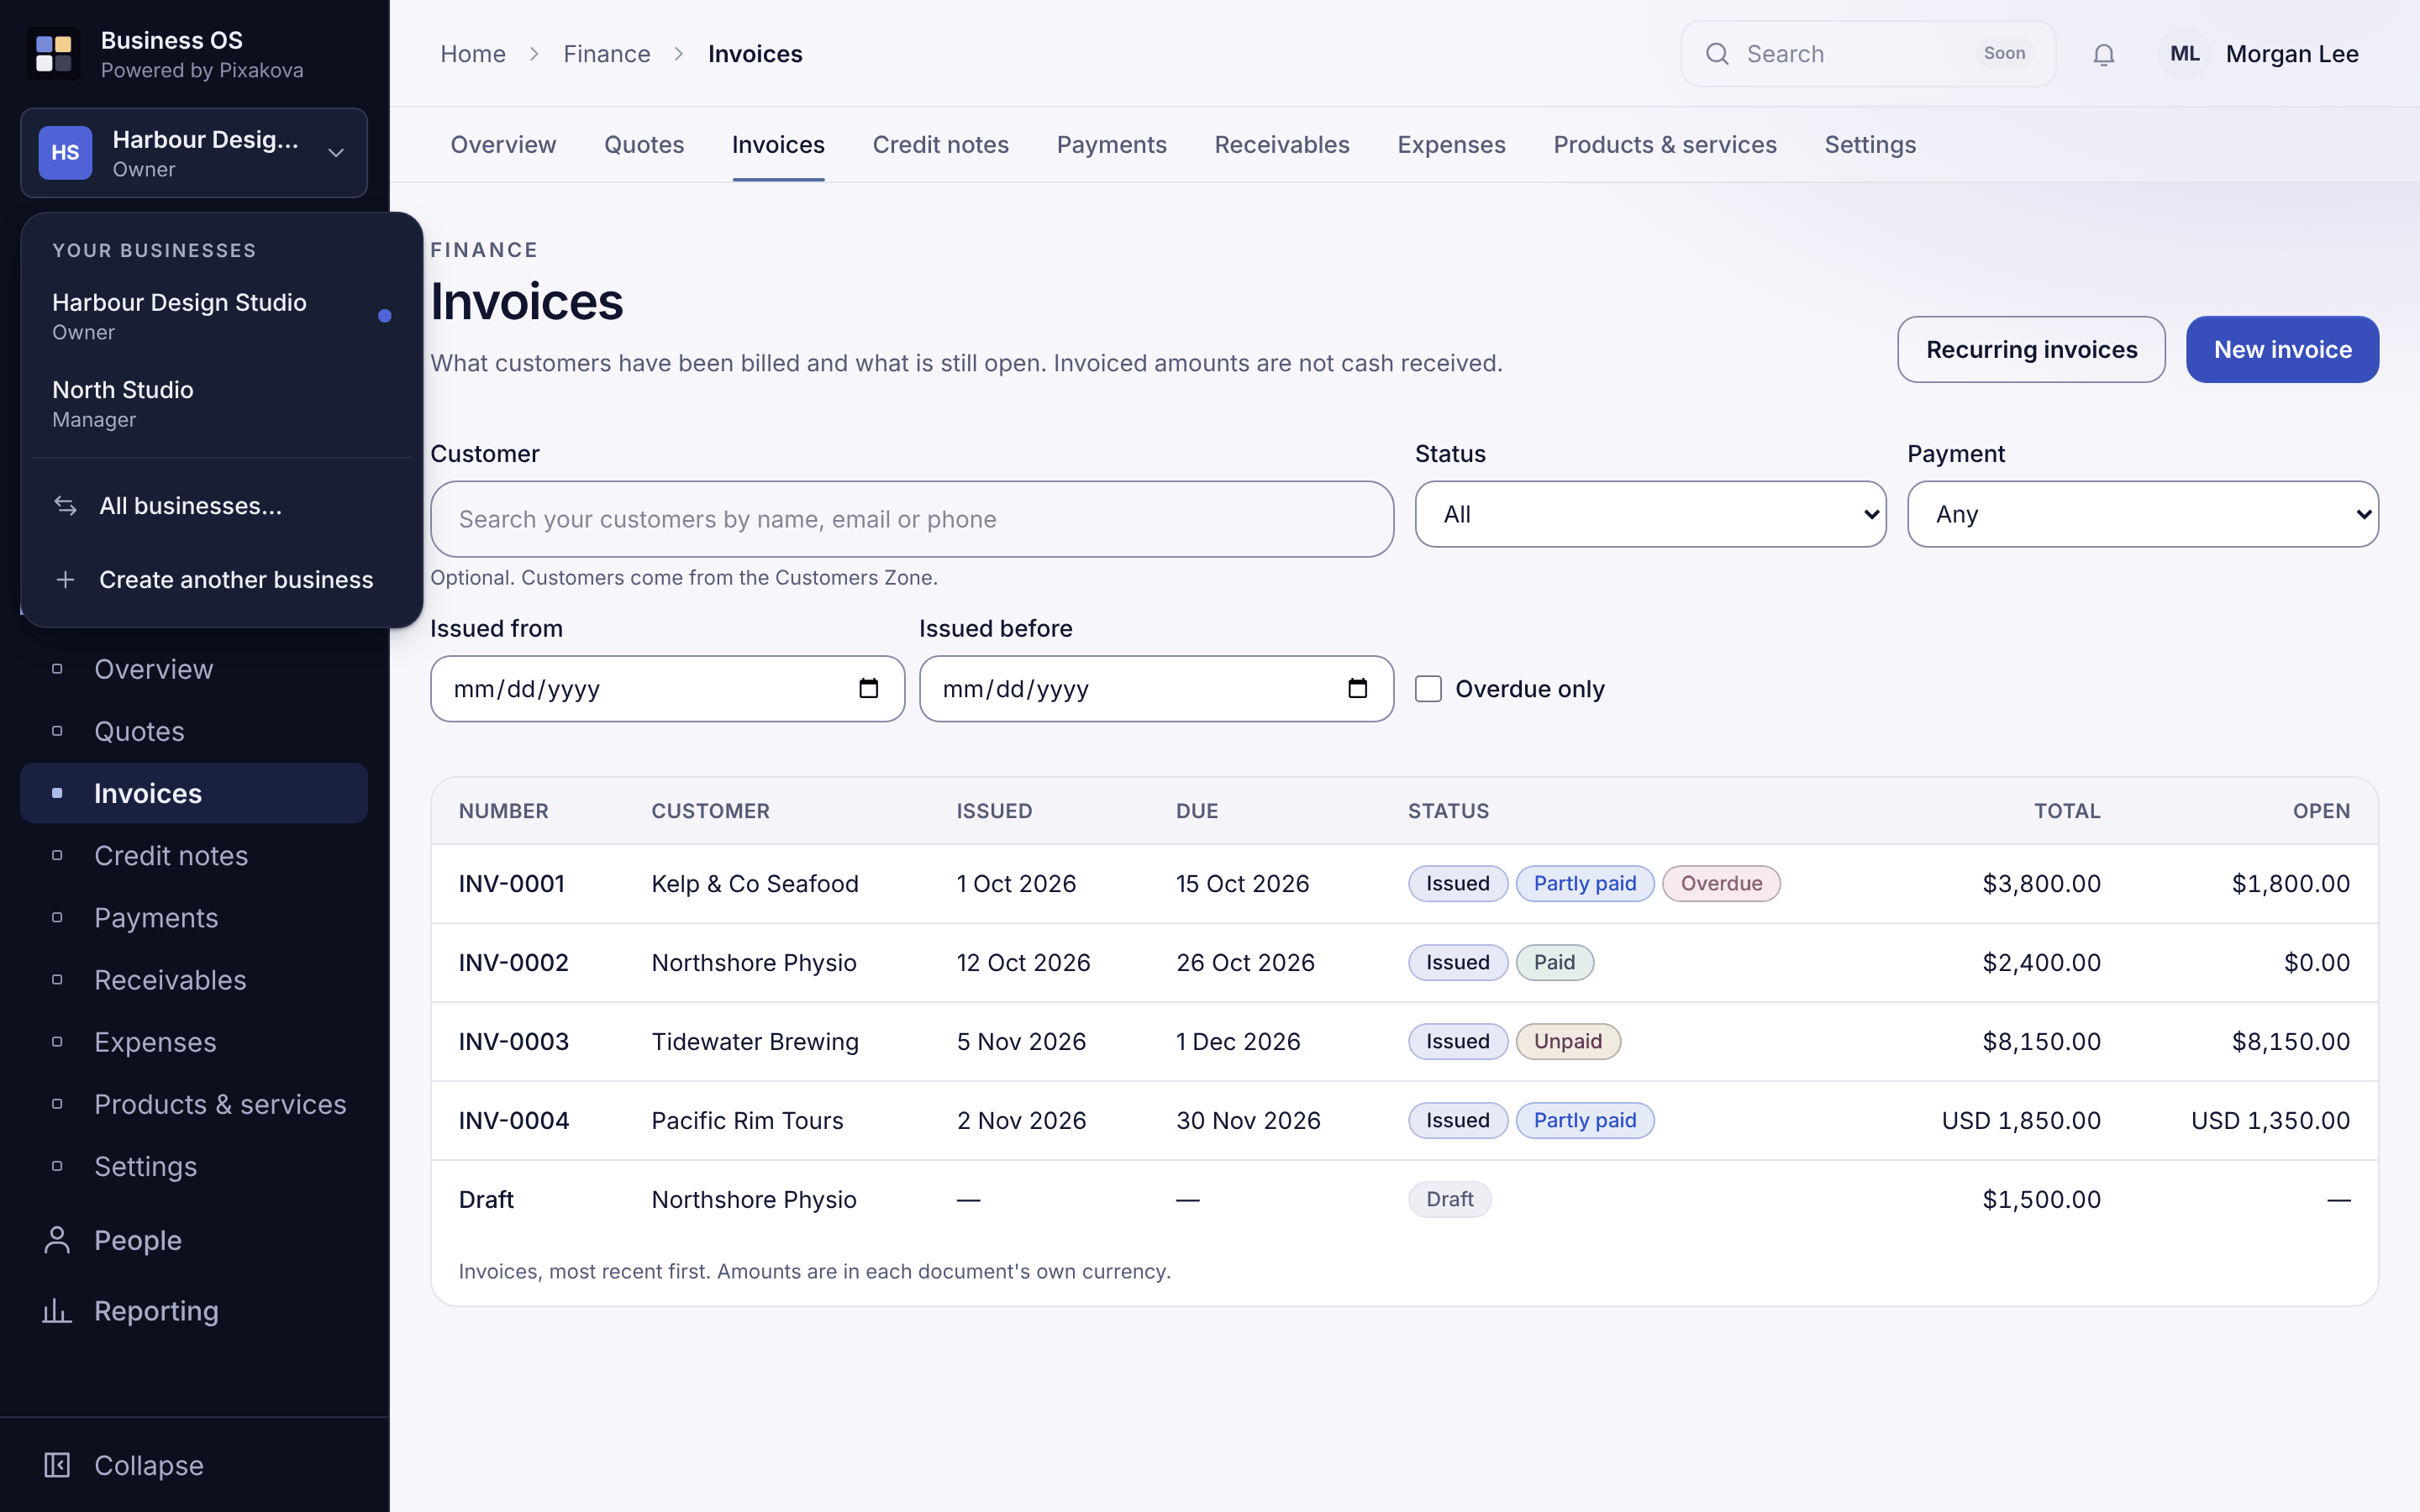 Business OS
Powered by Pixakova
HS
Harbour Desig...
Owner
YOUR BUSINESSES
Harbour Design Studio
Owner
North Studio
Manager
All businesses...
Create another business
Overview
Quotes
Invoices
Credit notes
Payments
Receivables
Expenses
Products & services
Settings
People
Reporting
Collapse
Home > Finance > Invoices
Search Soon
ML Morgan Lee
Overview Quotes Invoices Credit notes Payments Receivables Expenses Products & services Settings
FINANCE
Invoices
What customers have been billed and what is still open. Invoiced amounts are not cash received.
Recurring invoices New invoice
Customer Status Payment
Search your customers by name, email or phone All Any
Optional. Customers come from the Customers Zone.
Issued from Issued before
mm/dd/yyyy mm/dd/yyyy Overdue only
NUMBER CUSTOMER ISSUED DUE STATUS TOTAL OPEN
INV-0001 Kelp & Co Seafood 1 Oct 2026 15 Oct 2026 Issued Partly paid Overdue $3,800.00 $1,800.00
INV-0002 Northshore Physio 12 Oct 2026 26 Oct 2026 Issued Paid $2,400.00 $0.00
INV-0003 Tidewater Brewing 5 Nov 2026 1 Dec 2026 Issued Unpaid $8,150.00 $8,150.00
INV-0004 Pacific Rim Tours 2 Nov 2026 30 Nov 2026 Issued Partly paid USD 1,850.00 USD 1,350.00
Draft Northshore Physio — — Draft $1,500.00 —
Invoices, most recent first. Amounts are in each document's own currency.